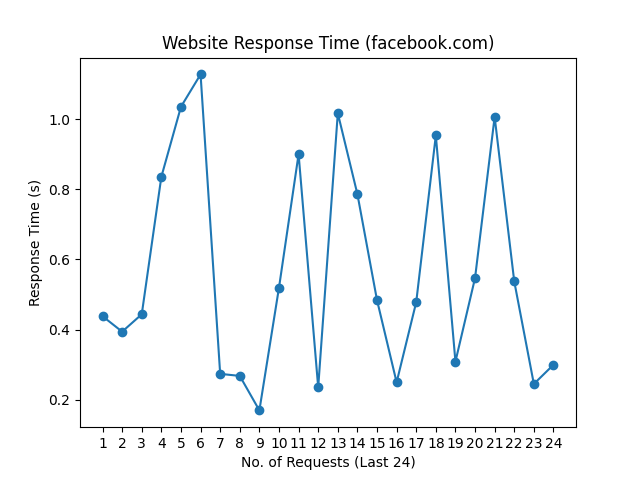 Website Response Time (facebook.com)
Response Time (s)
1.0
0.8
0.6
0.4
0.2
1 2 3 4 5 6 7 8 9 10 11 12 13 14 15 16 17 18 19 20 21 22 23 24
No. of Requests (Last 24)